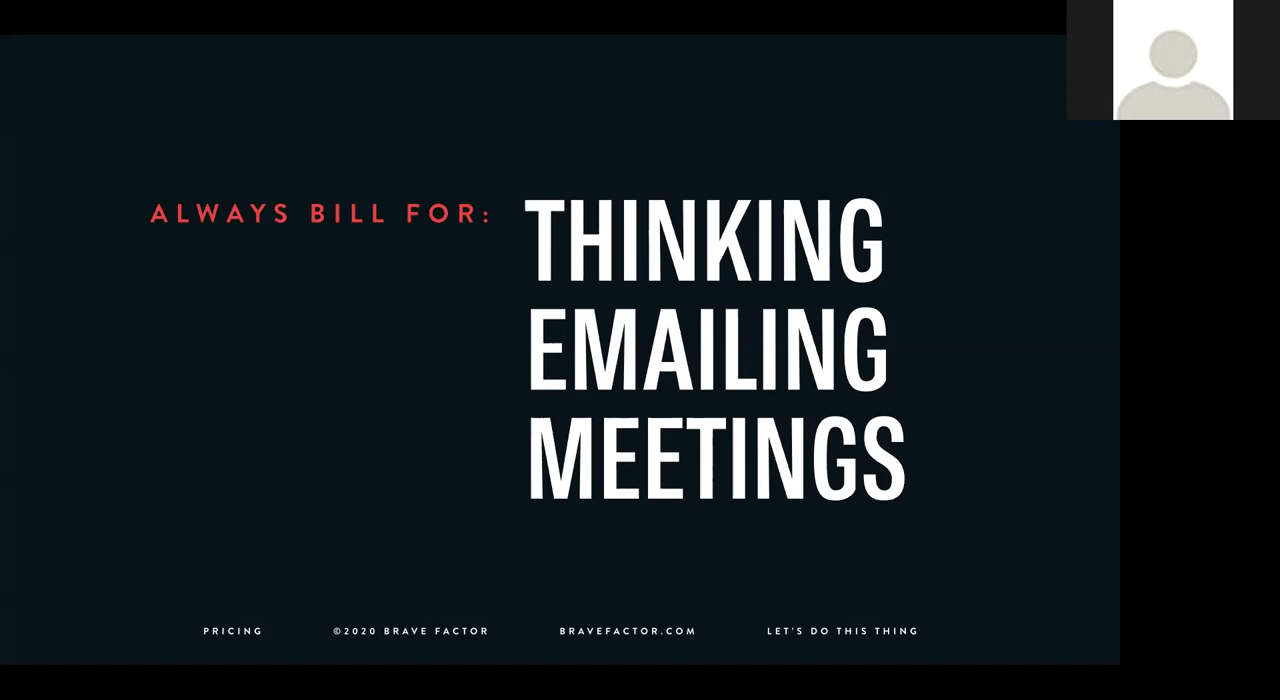 ALWAYS BILL FOR:
THINKING
EMAILING
MEETINGS
PRICING
©2020 BRAVE FACTOR
BRAVEFACTOR.COM
LET'S DO THIS THING